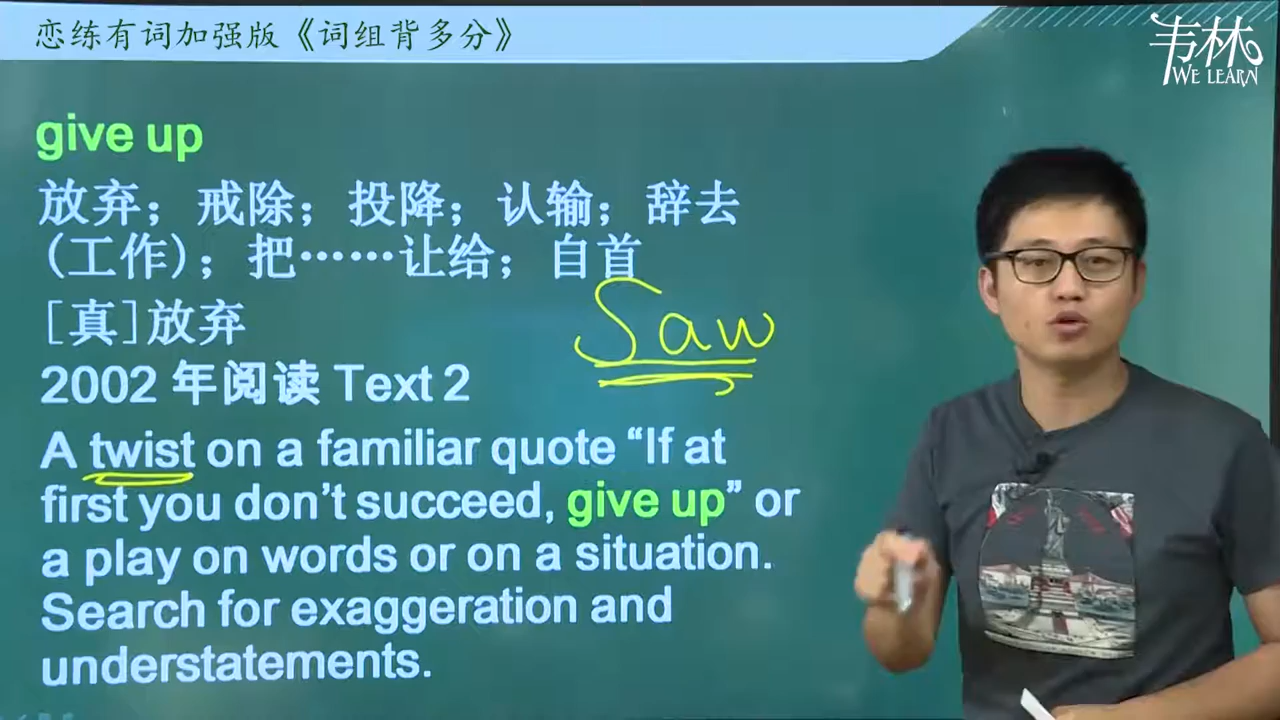 恋练有词加强版《词组背多分》
韦林
WE LEARN
give up
放弃；戒除；投降；认输；辞去
(工作)；把……让给；自首
[真]放弃
Saw
2002 年阅读 Text 2
A twist on a familiar quote “If at
first you don’t succeed, give up” or
a play on words or on a situation.
Search for exaggeration and
understatements.